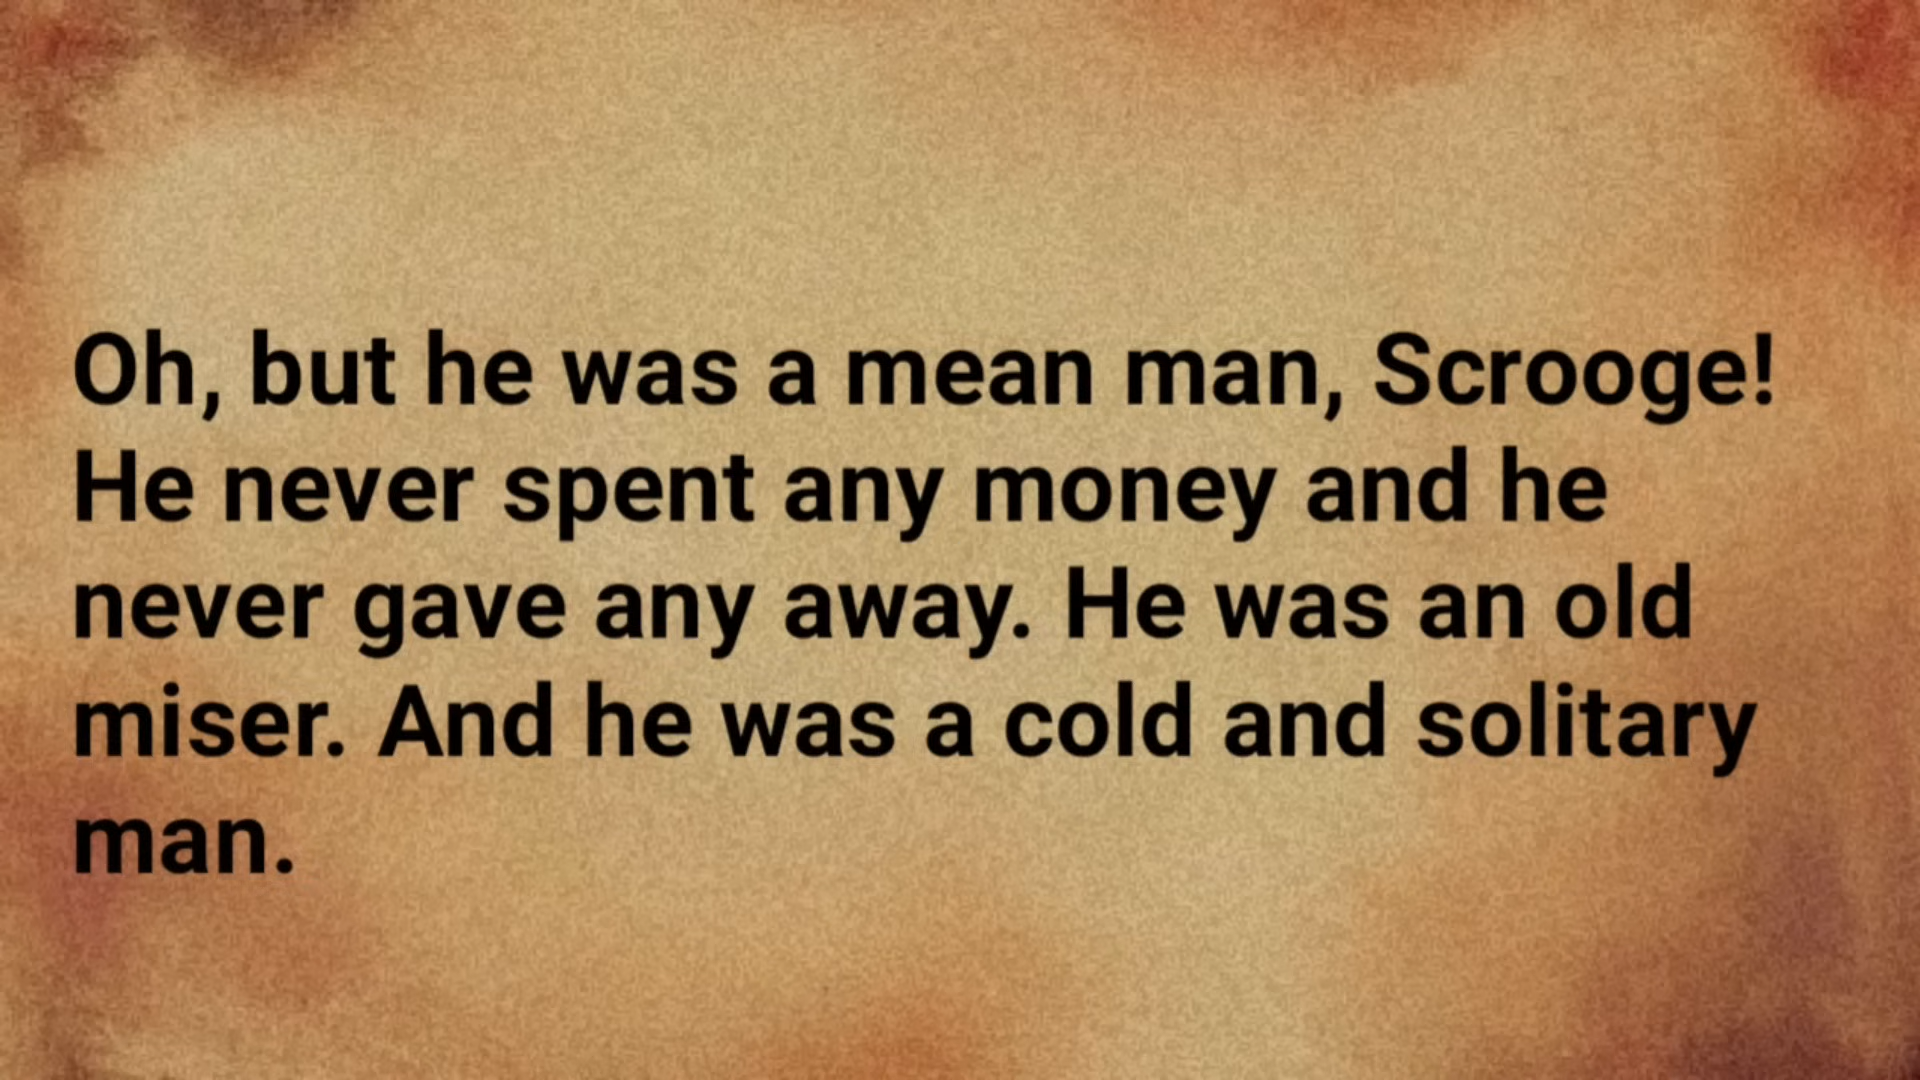 Oh, but he was a mean man, Scrooge!
He never spent any money and he
never gave any away. He was an old
miser. And he was a cold and solitary
man.